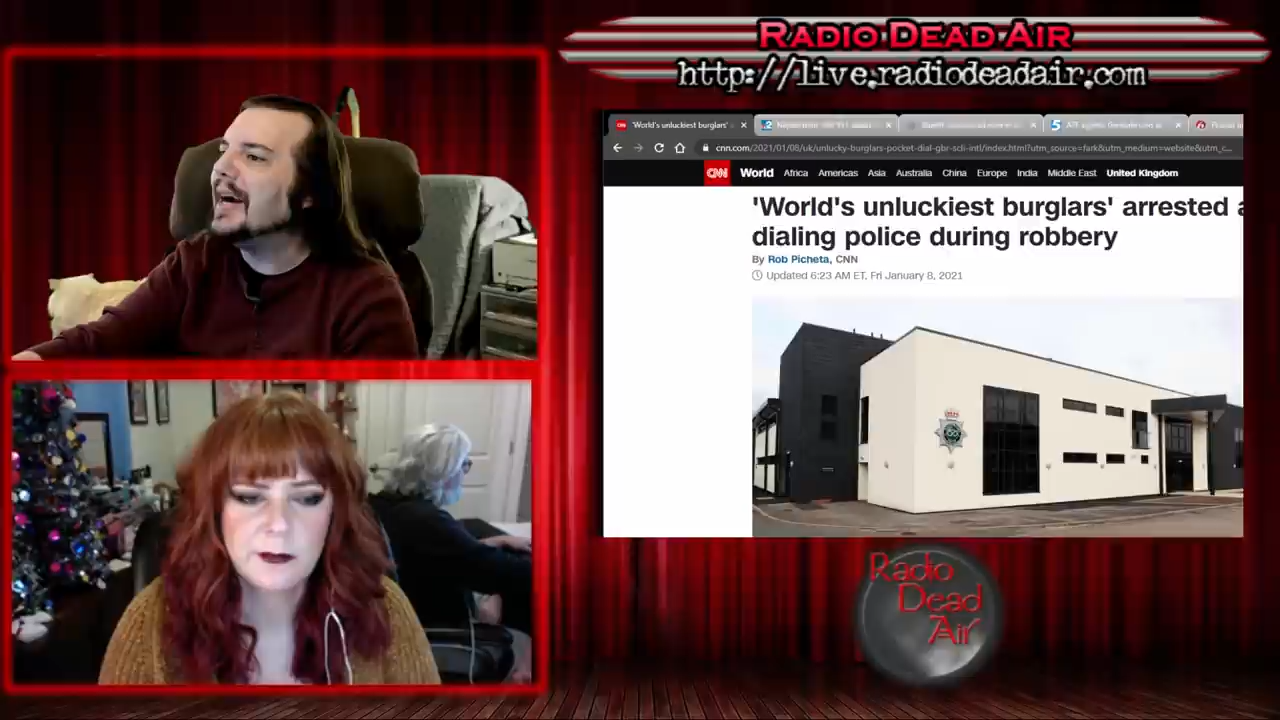 RADIO DEAD AIR
http://live.radiodeadair.com
'World's unluckiest burglars'
cnn.com/2021/01/08/uk/unlucky-burglars-pocket-dial-gbr-scli-intl/index.html?utm_source=fark&utm_medium=website&utm_c...
CNN World Africa Americas Asia Australia China Europe India Middle East United Kingdom
'World's unluckiest burglars' arrested a
dialing police during robbery
By Rob Picheta, CNN
Updated 6:23 AM ET, Fri January 8, 2021
Radio
Dead
Air